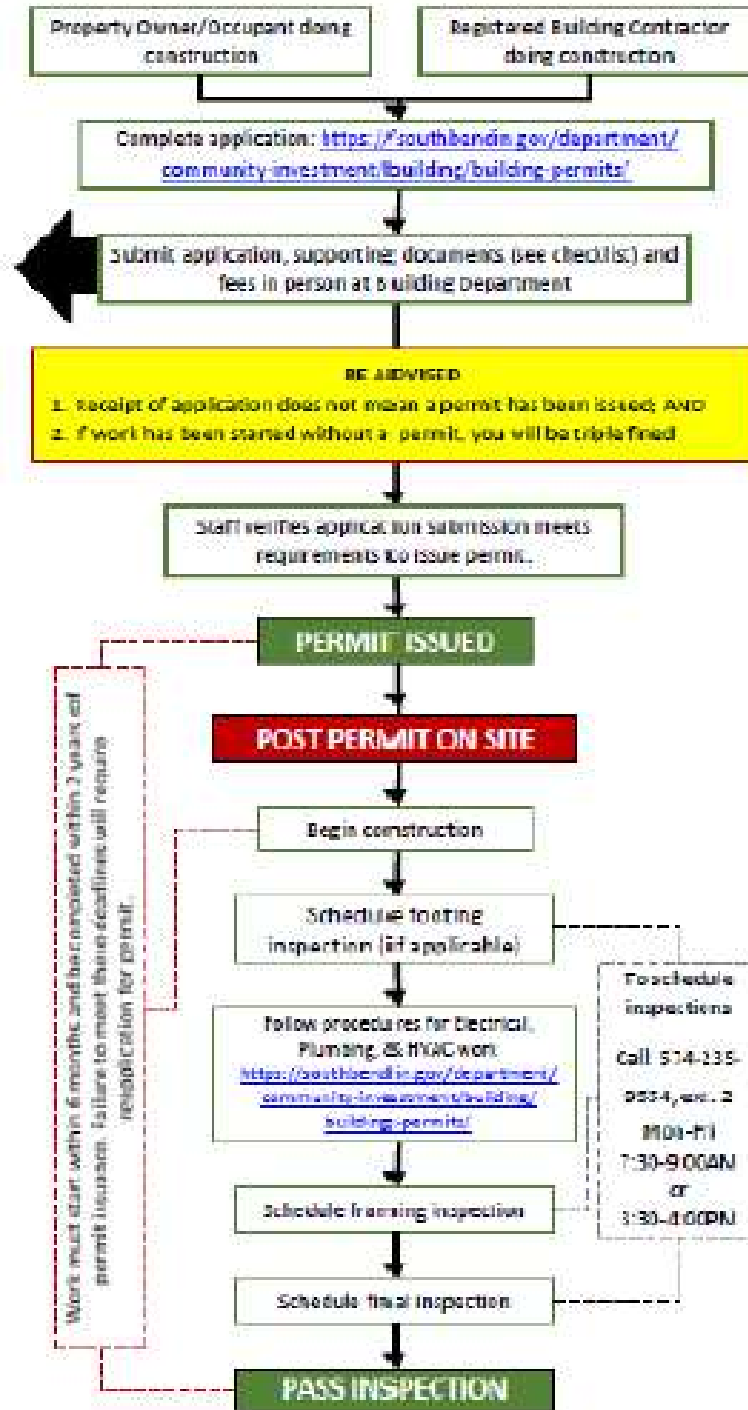 Property Owner/Occupant doing
construction
Registered Building Contractor
doing construction
Complete application: https://southbendin.gov/department/
community-investment/building/building-permits/
Submit application, supporting documents (see checklist) and
fees in person at Building Department
BE ADVISED
1. Receipt of application does not mean a permit has been issued; AND
2. If work has been started without a permit, you will be triple fined
Staff verifies application submission meets
requirements to issue permit.
PERMIT ISSUED
POST PERMIT ON SITE
Begin construction
Schedule footing
inspection (if applicable)
Follow procedures for Electrical,
Plumbing, & HVAC work
https://southbendin.gov/department/
community-investment/building/
building-permits/
Schedule framing inspection
Schedule final inspection
PASS INSPECTION
Work must start within 6 months and be completed within 2 years of
permit issuance. Failure to meet these deadlines will require
reapplication for permit.
To schedule
inspections
Call 574-235-
ext. 2
Mon-Fri
7:30-9:00AM
or
3:30-4:00PM